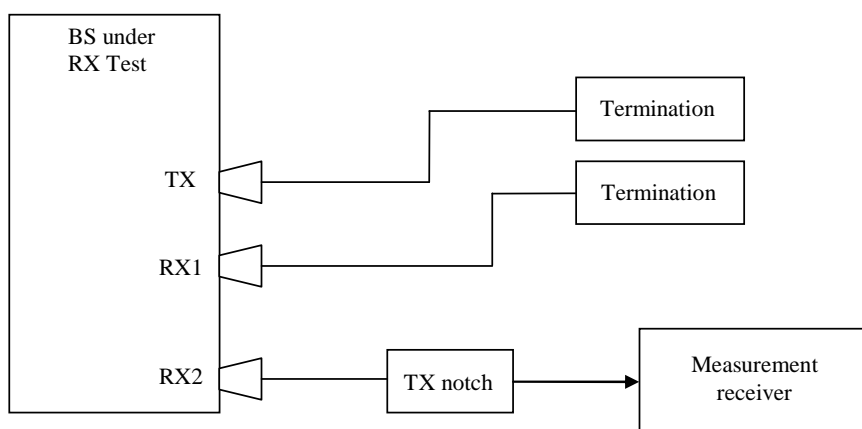 BS under
RX Test
Termination
TX
Termination
RX1
RX2
TX notch
Measurement
receiver